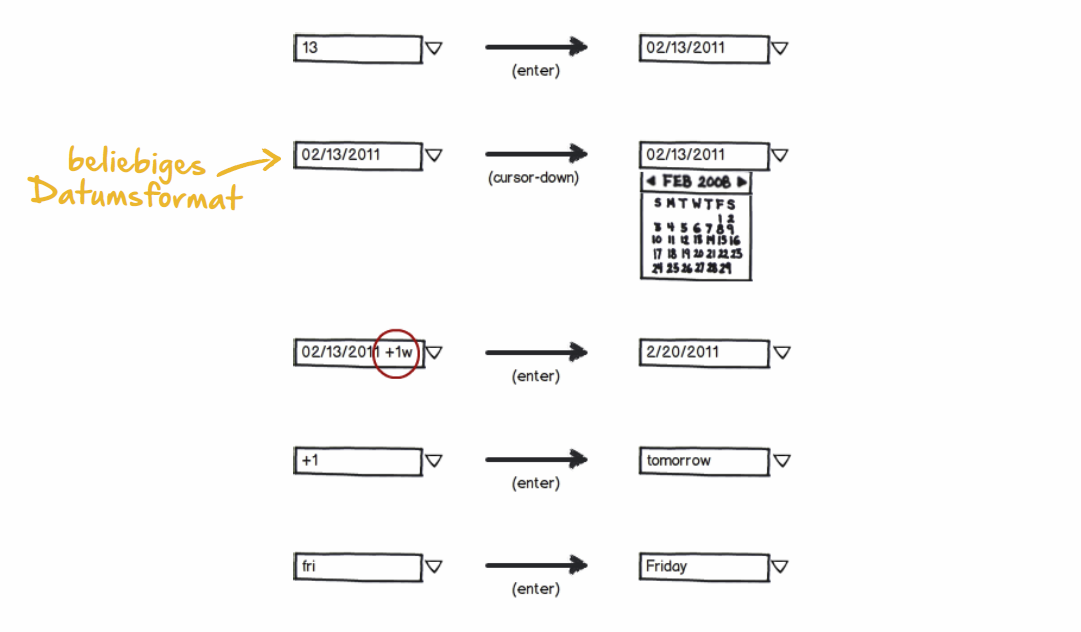 13
02/13/2011
(enter)
beliebiges
Datumsformat
02/13/2011
(cursor-down)
02/13/2011
FEB 2008
S M T W T F S
1 2
3 4 5 6 7 8 9
10 11 12 13 14 15 16
17 18 19 20 21 22 23
24 25 26 27 28 29
02/13/2011 +1w
(enter)
2/20/2011
+1
(enter)
tomorrow
fri
(enter)
Friday